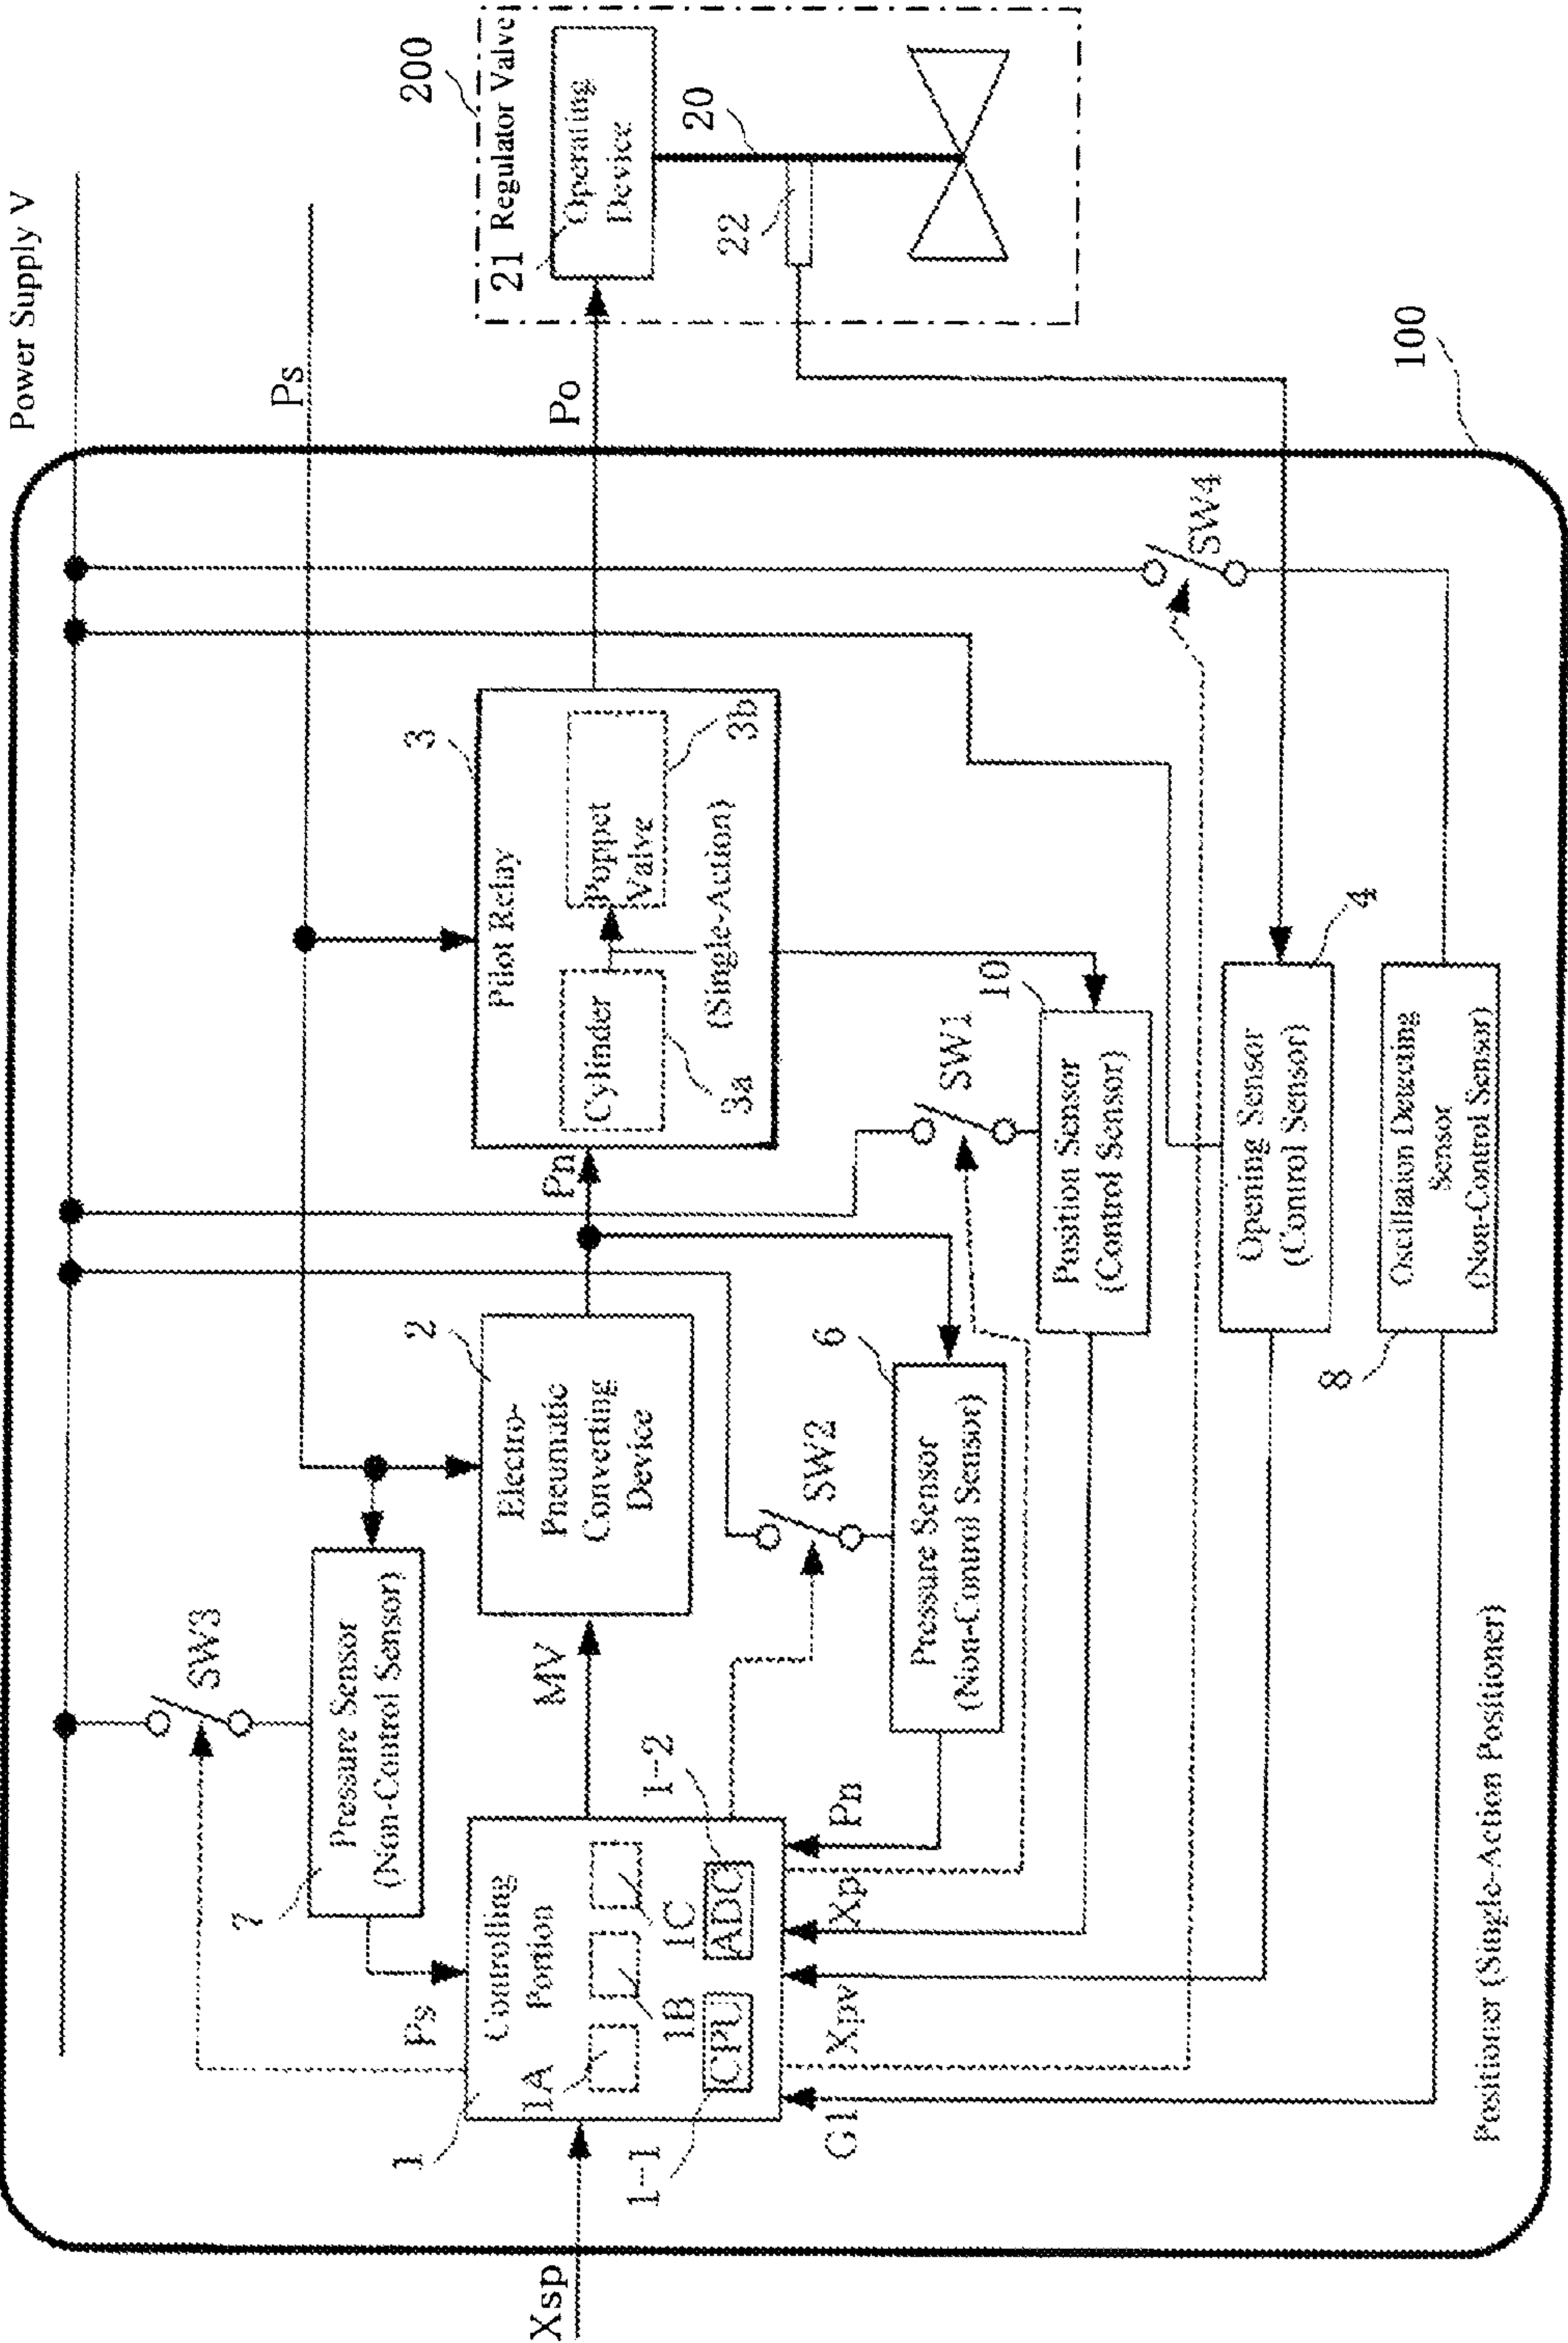 Power Supply V
Ps
Po
200
Regulator Valve
21
Operating
Device
20
22
100
SW3
7
Pressure Sensor
(Non-Control Sensor)
Ps
2
Electro-
Pneumatic
Converting
Device
MV
Pn
3
Pilot Relay
Cylinder
Poppet
Valve
3a
3b
(Single-Action)
Xsp
1
Controlling
Portion
1A
1B
1C
CPU
ADC
1-1
1-2
SW2
6
Pressure Sensor
(Non-Control Sensor)
SW1
10
Position Sensor
(Control Sensor)
SW4
4
Opening Sensor
(Control Sensor)
8
Oscillation Detecting
Sensor
(Non-Control Sensor)
G1
Xpv
Xp
Pn
Positioner (Single-Action Positioner)